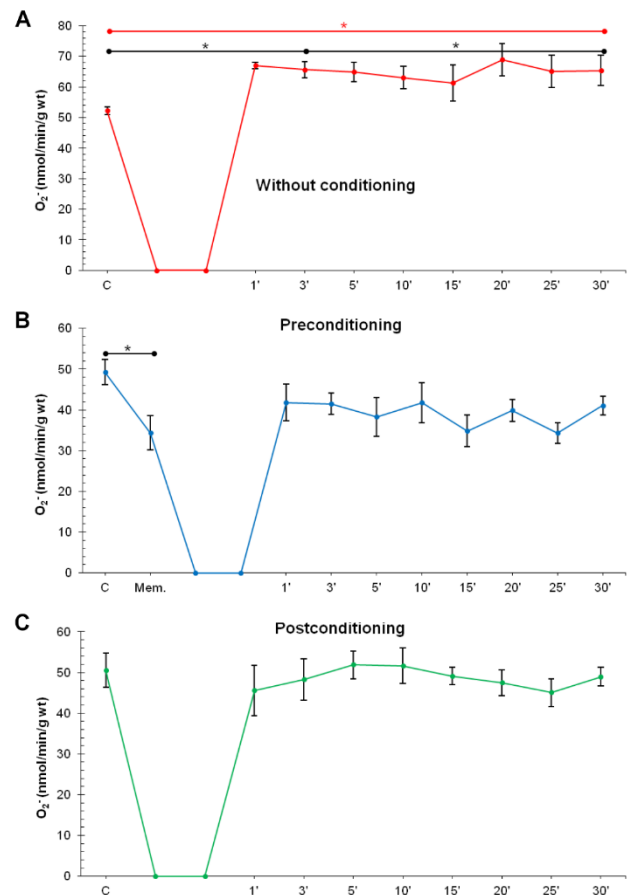 A
*
* *
80
70
60
50
40
30
20
10
0
O₂⁻ (nmol/min/g wt)
Without conditioning
C 1' 3' 5' 10' 15' 20' 25' 30'
B
Preconditioning
*
60
50
40
30
20
10
0
O₂⁻ (nmol/min/g wt)
C Mem. 1' 3' 5' 10' 15' 20' 25' 30'
C
Postconditioning
60
50
40
30
20
10
0
O₂⁻ (nmol/min/g wt)
C 1' 3' 5' 10' 15' 20' 25' 30'